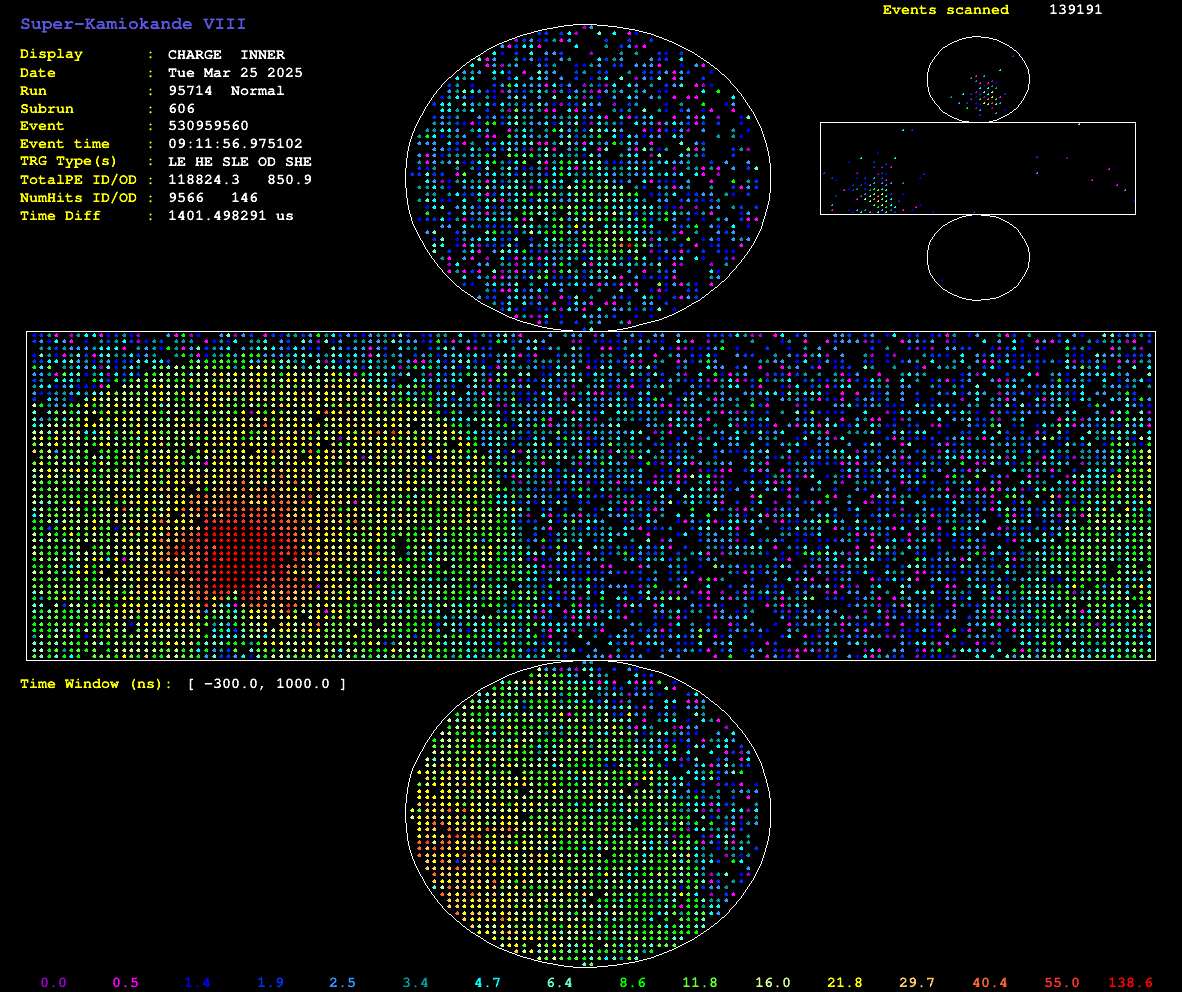 Super-Kamiokande VIII
Events scanned 139191
Display : CHARGE INNER
Date : Tue Mar 25 2025
Run : 95714 Normal
Subrun : 606
Event : 530959560
Event time : 09:11:56.975102
TRG Type(s) : LE HE SLE OD SHE
TotalPE ID/OD : 118824.3 850.9
NumHits ID/OD : 9566 146
Time Diff : 1401.498291 us
Time Window (ns): [ -300.0, 1000.0 ]
0.0 0.5 1.4 1.9 2.5 3.4 4.7 6.4 8.6 11.8 16.0 21.8 29.7 40.4 55.0 138.6